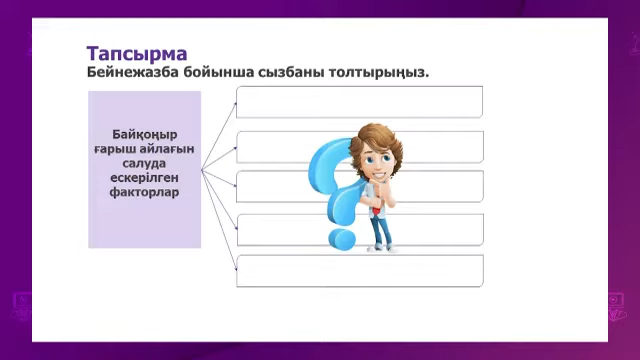 Тапсырма
Бейнежазба бойынша сызбаны толтырыңыз.
Байқоңыр
ғарыш айлағын
салуда
ескерілген
факторлар